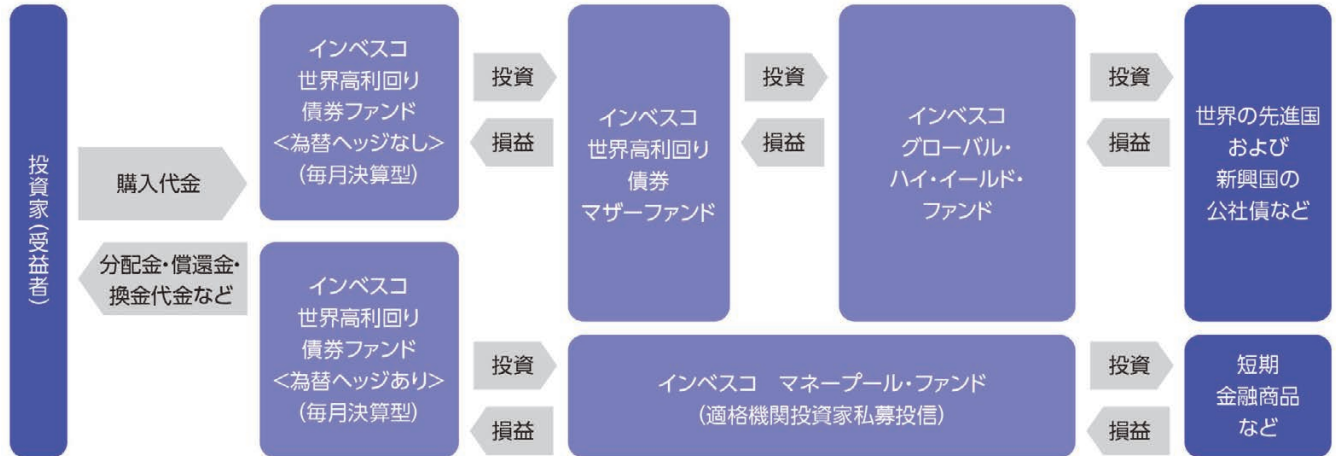 投資家(受益者)
購入代金
分配金・償還金・
換金代金など
インベスコ
世界高利回り
債券ファンド
<為替ヘッジなし>
(毎月決算型)
インベスコ
世界高利回り
債券ファンド
<為替ヘッジあり>
(毎月決算型)
投資
損益
インベスコ
世界高利回り
債券
マザーファンド
投資
損益
インベスコ
グローバル・
ハイ・イールド・
ファンド
投資
損益
世界の先進国
および
新興国の
公社債など
投資
損益
インベスコ　マネープール・ファンド
(適格機関投資家私募投信)
投資
損益
短期
金融商品
など